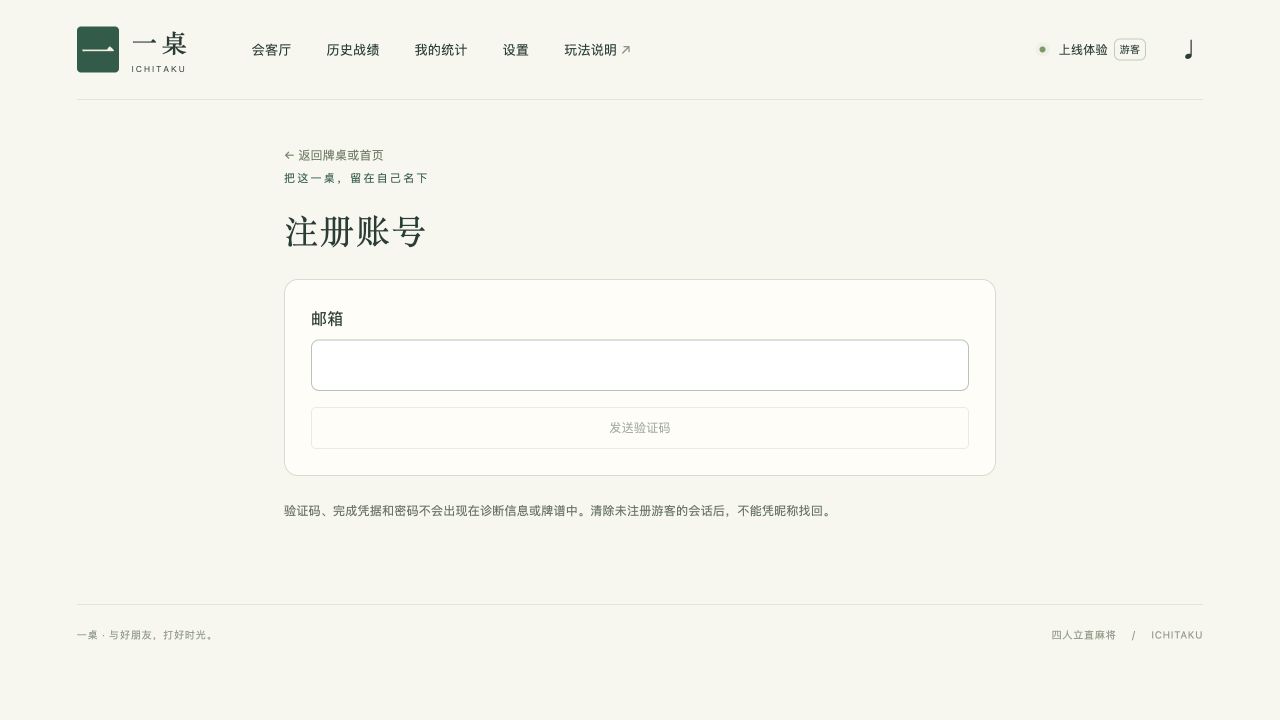 一
一桌
ICHITAKU
会客厅
历史战绩
我的统计
设置
玩法说明 ↗
上线体验
游客
♩
← 返回牌桌或首页
把这一桌，留在自己名下
注册账号
邮箱
发送验证码
验证码、完成凭据和密码不会出现在诊断信息或牌谱中。清除未注册游客的会话后，不能凭昵称找回。
一桌 · 与好朋友，打好时光。
四人立直麻将 / ICHITAKU